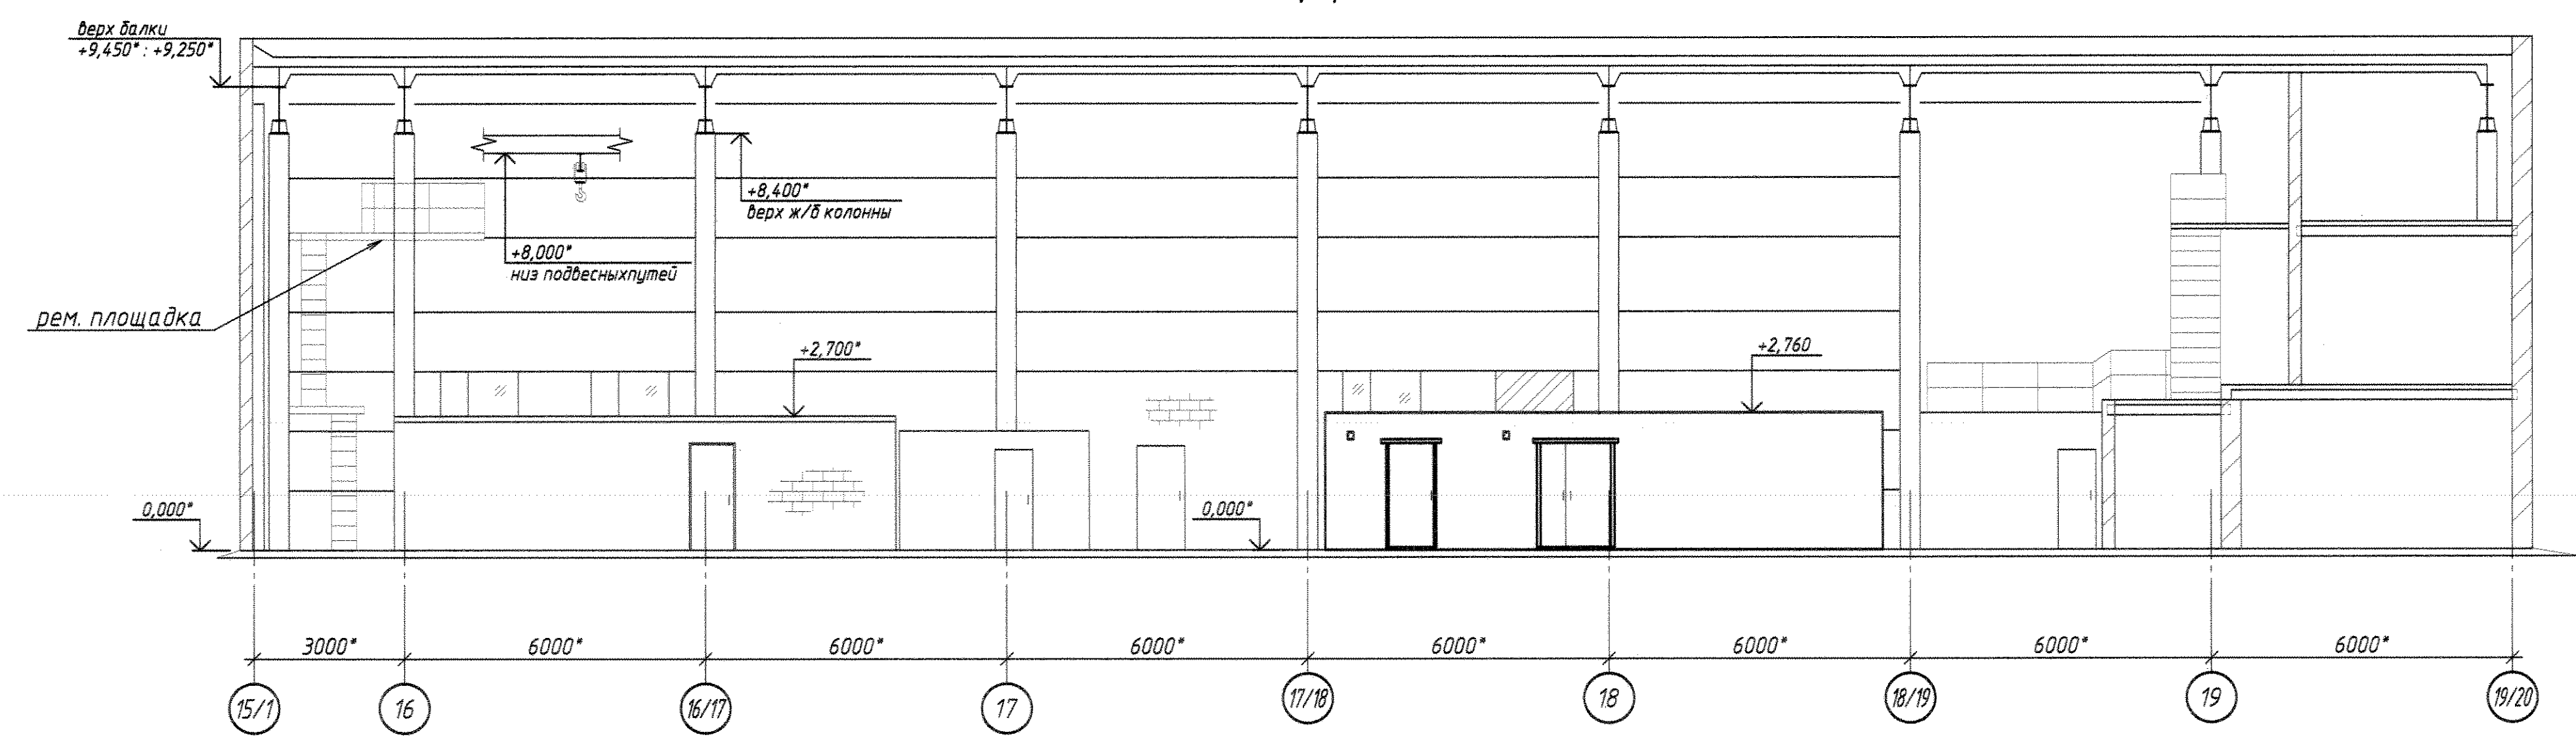 верх балки
+9,450* : +9,250*
+8,400*
верх ж/б колонны
+8,000*
низ подвесныхпутей
рем. площадка
+2,700*
+2,760
0,000*
0,000*
3000* 6000* 6000* 6000* 6000* 6000* 6000* 6000*
15/1 16 16/17 17 17/18 18 18/19 19 19/20